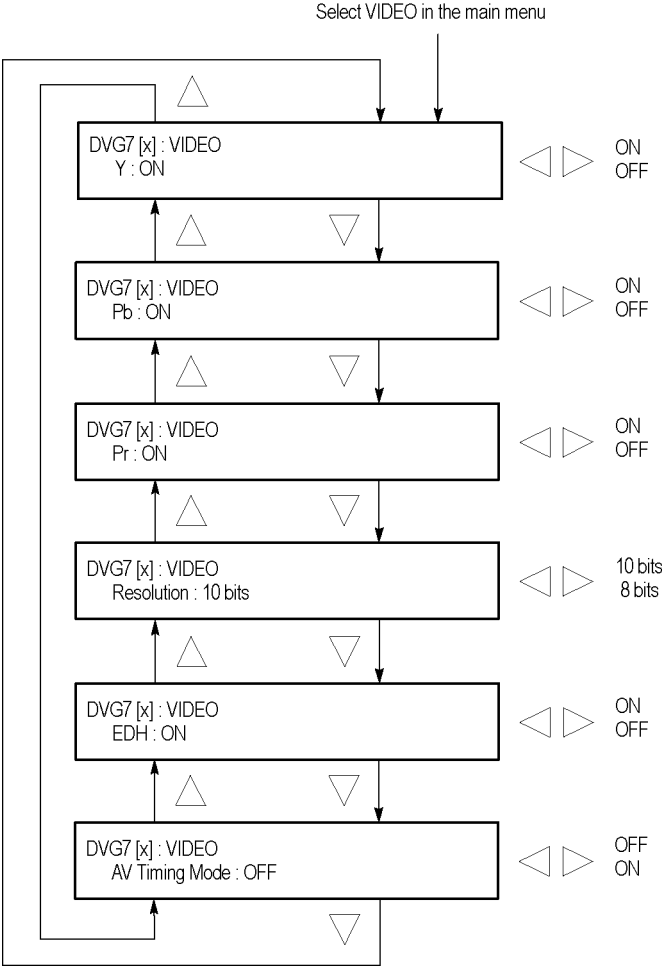 Select VIDEO in the main menu
DVG7 [x] : VIDEO
Y : ON
ON
OFF
DVG7 [x] : VIDEO
Pb : ON
ON
OFF
DVG7 [x] : VIDEO
Pr : ON
ON
OFF
DVG7 [x] : VIDEO
Resolution : 10 bits
10 bits
8 bits
DVG7 [x] : VIDEO
EDH : ON
ON
OFF
DVG7 [x] : VIDEO
AV Timing Mode : OFF
OFF
ON